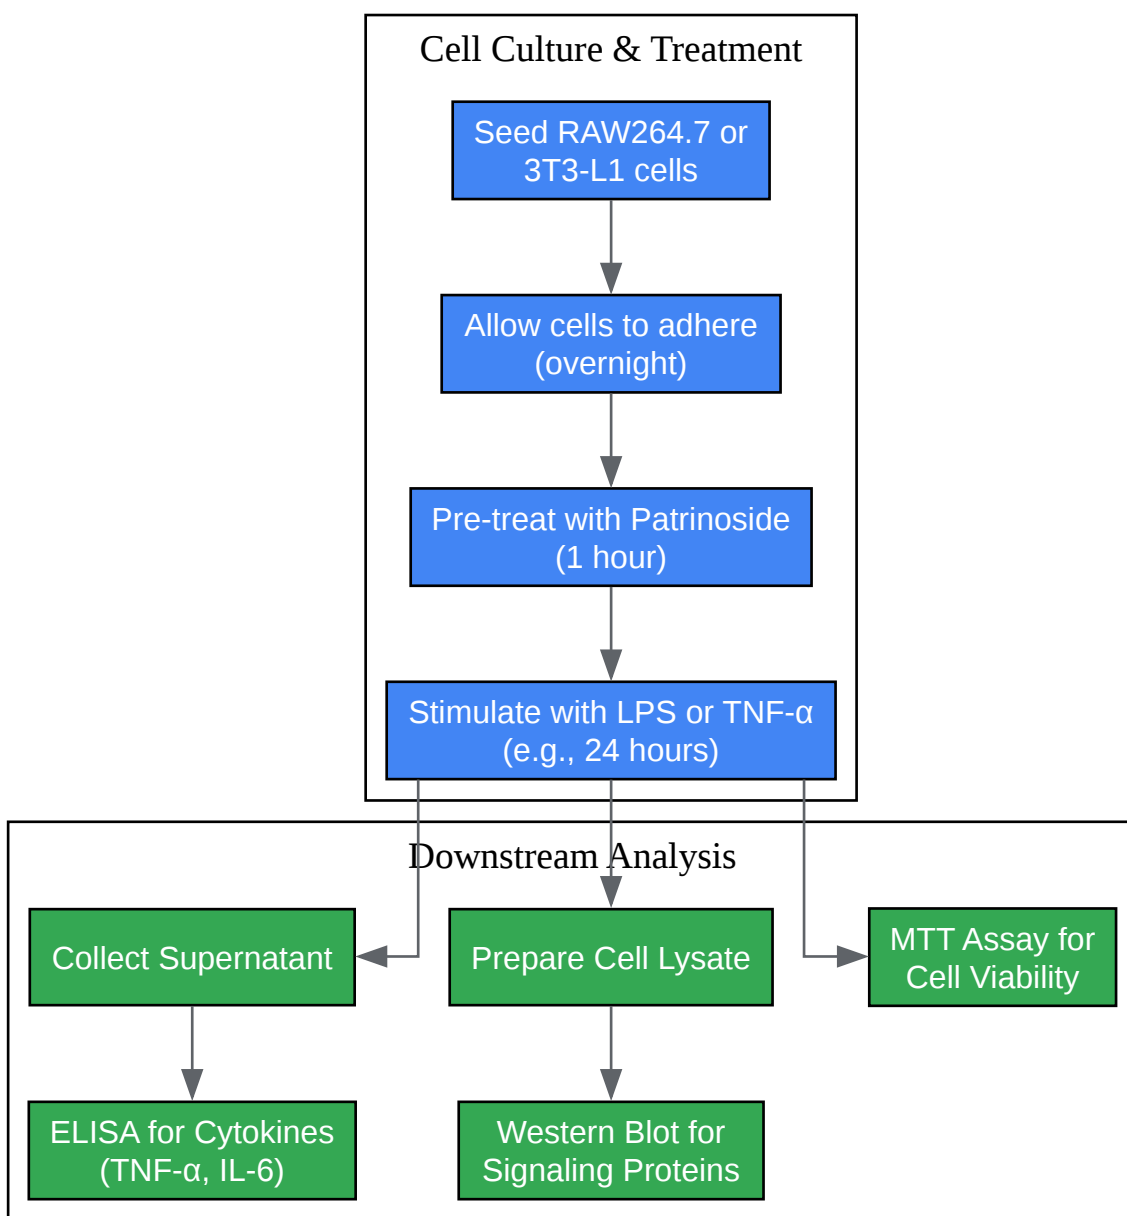 Cell Culture & Treatment
Seed RAW264.7 or
3T3-L1 cells
Allow cells to adhere
(overnight)
Pre-treat with Patrinoside
(1 hour)
Stimulate with LPS or TNF-α
(e.g., 24 hours)
Downstream Analysis
Collect Supernatant
Prepare Cell Lysate
MTT Assay for
Cell Viability
ELISA for Cytokines
(TNF-α, IL-6)
Western Blot for
Signaling Proteins